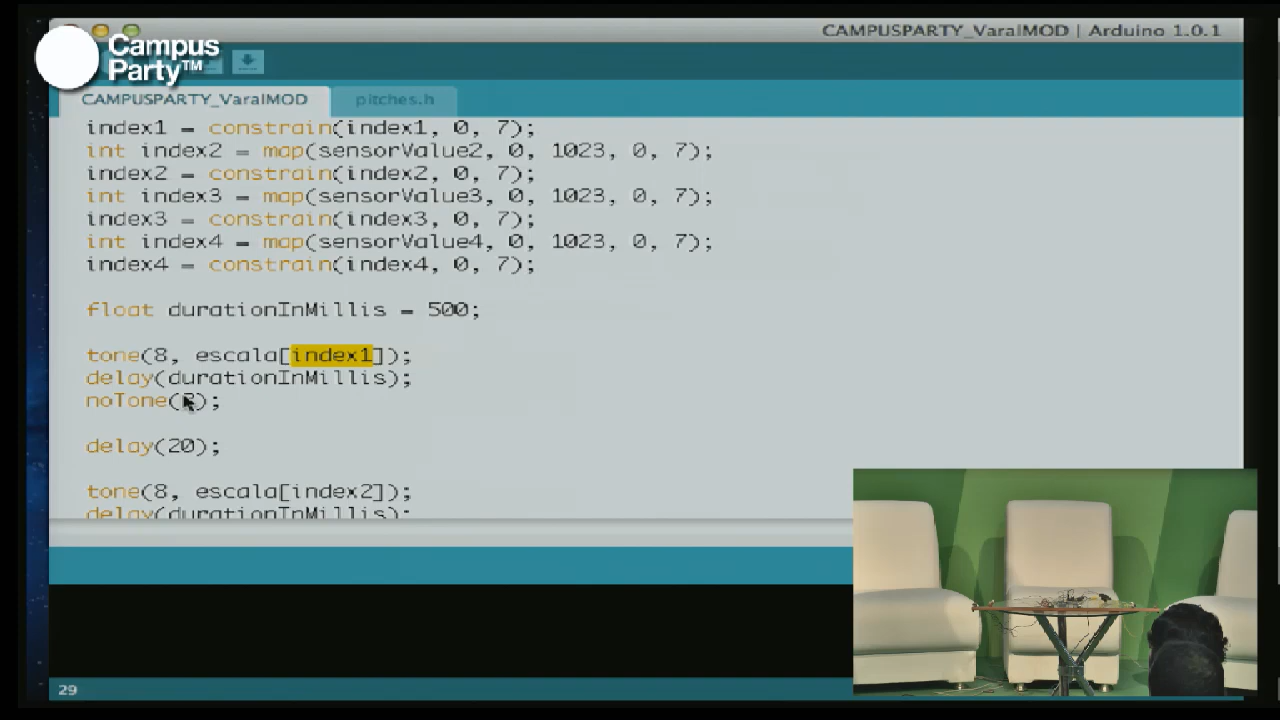 CAMPUSPARTY_VaralMOD | Arduino 1.0.1
Campus
Party™
CAMPUSPARTY_VaralMOD
pitches.h
index1 = constrain(index1, 0, 7);
int index2 = map(sensorValue2, 0, 1023, 0, 7);
index2 = constrain(index2, 0, 7);
int index3 = map(sensorValue3, 0, 1023, 0, 7);
index3 = constrain(index3, 0, 7);
int index4 = map(sensorValue4, 0, 1023, 0, 7);
index4 = constrain(index4, 0, 7);
float durationInMillis = 500;
tone(8, escala[index1]);
delay(durationInMillis);
noTone();
delay(20);
tone(8, escala[index2]);
delay(durationInMillis);
29